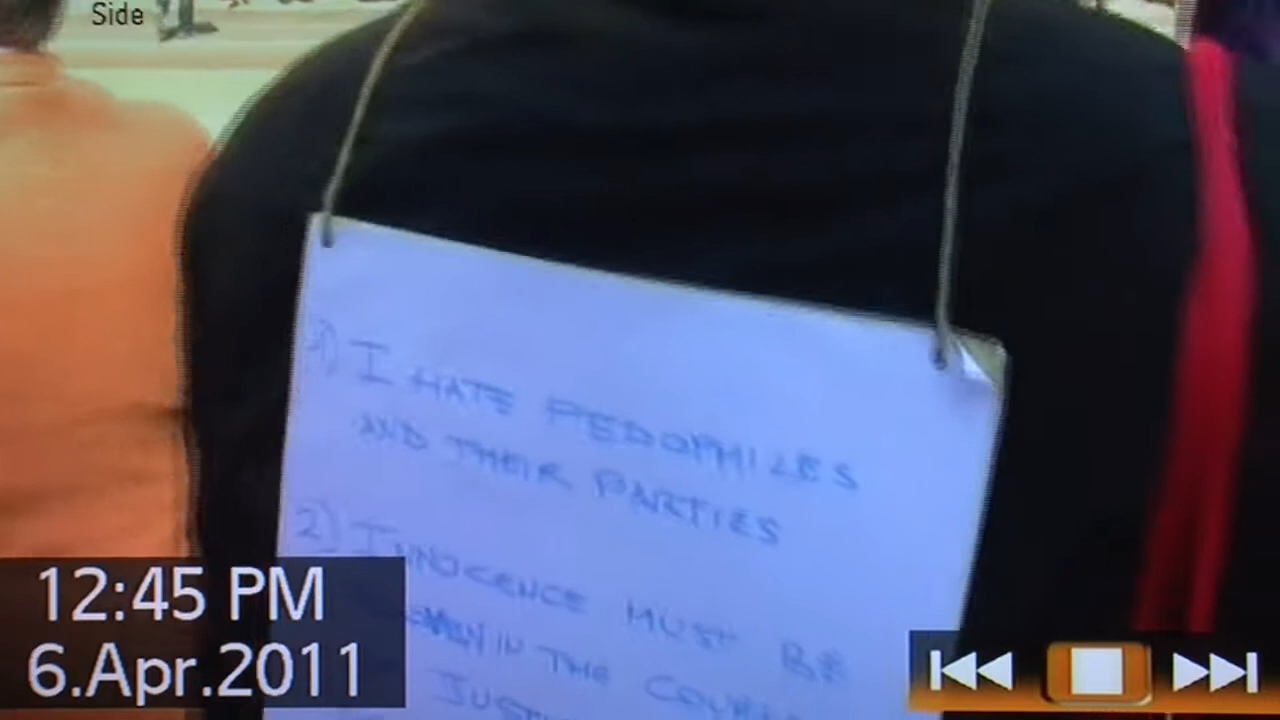 Side
1) I HATE PEDOPHILES
AND THEIR PARTIES
2) INNOCENCE MUST BE
IN THE
12:45 PM
6.Apr.2011